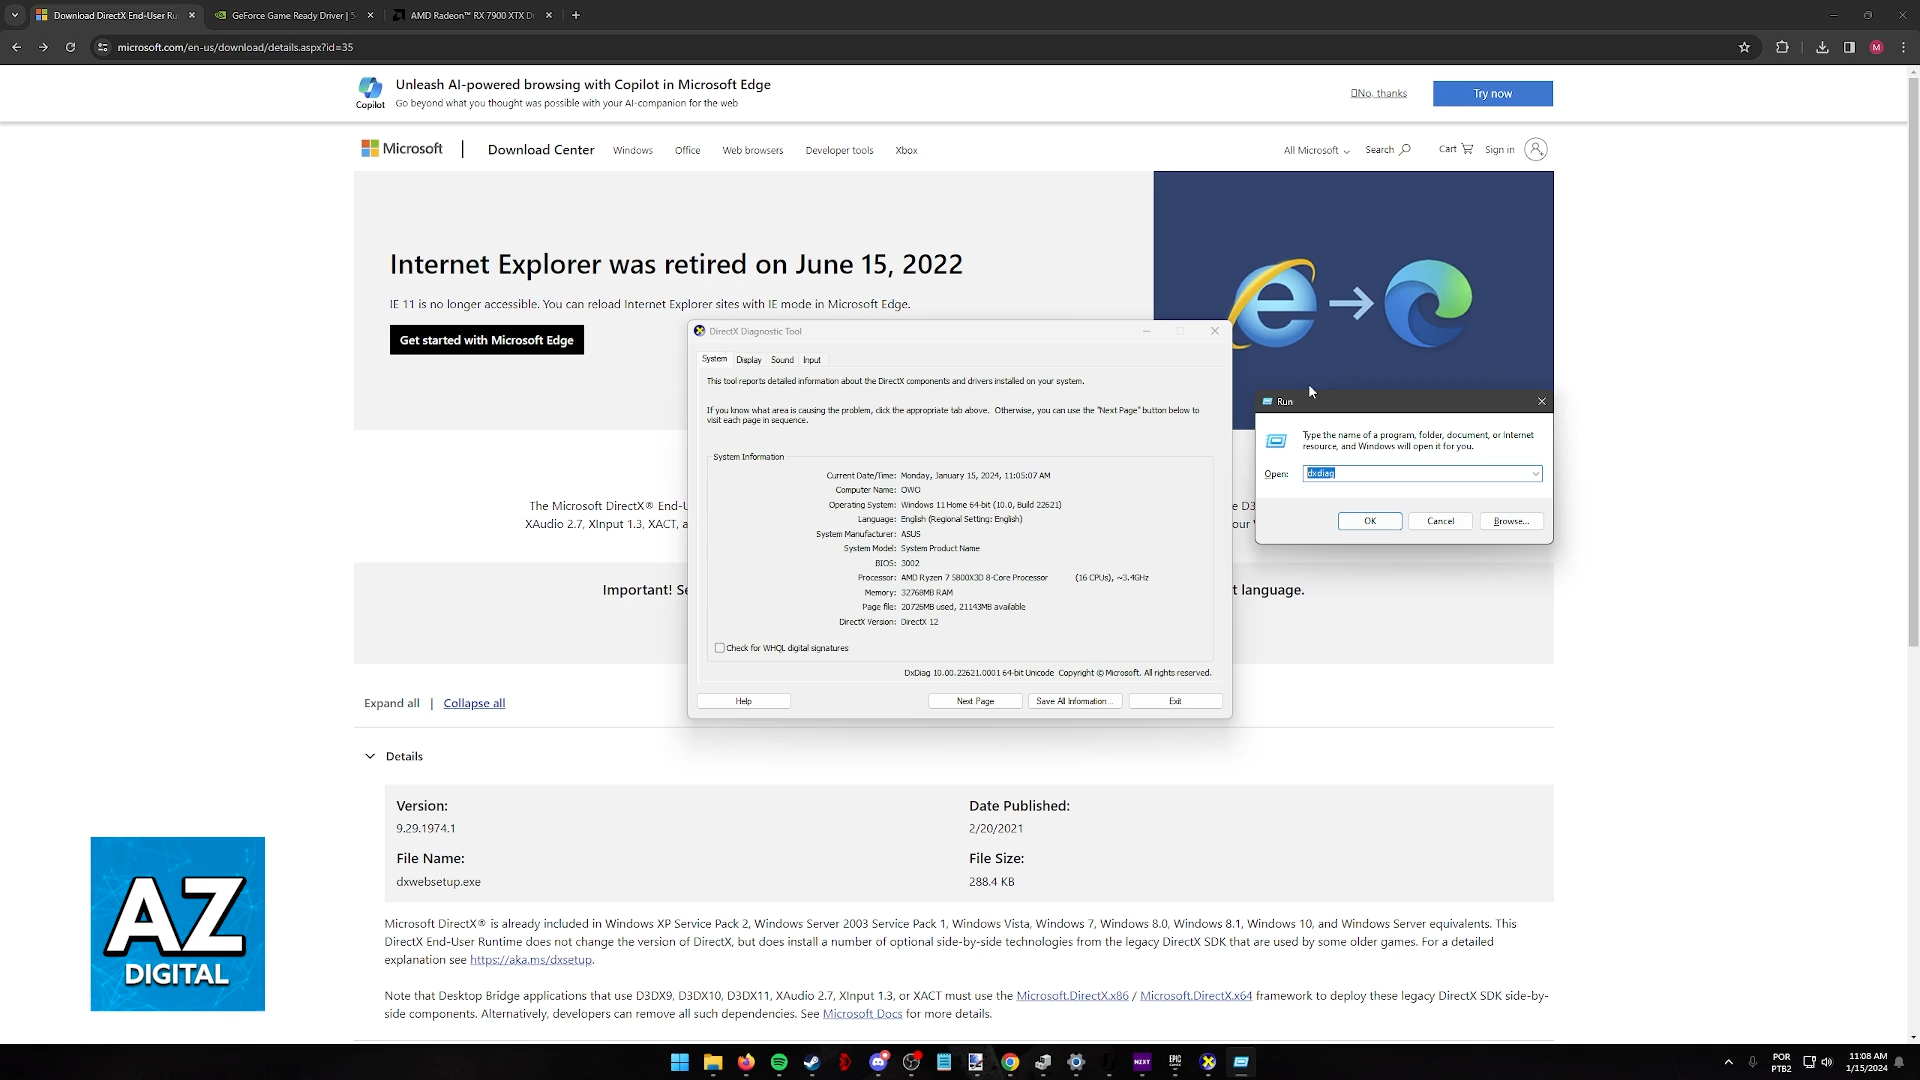 Download DirectX End-User Ru
GeForce Game Ready Driver | 5
AMD Radeon™ RX 7900 XTX Dr
microsoft.com/en-us/download/details.aspx?id=35
M
Copilot
Unleash AI-powered browsing with Copilot in Microsoft Edge
Go beyond what you thought was possible with your AI-companion for the web
No, thanks
Try now
Microsoft
Download Center
Windows
Office
Web browsers
Developer tools
Xbox
All Microsoft
Search
Cart
Sign in
Internet Explorer was retired on June 15, 2022
IE 11 is no longer accessible. You can reload Internet Explorer sites with IE mode in Microsoft Edge.
Get started with Microsoft Edge
DirectX Diagnostic Tool
System
Display
Sound
Input
This tool reports detailed information about the DirectX components and drivers installed on your system.
If you know what area is causing the problem, click the appropriate tab above. Otherwise, you can use the "Next Page" button below to
visit each page in sequence.
System Information
Current Date/Time: Monday, January 15, 2024, 11:05:07 AM
Computer Name: OWO
Operating System: Windows 11 Home 64-bit (10.0, Build 22621)
Language: English (Regional Setting: English)
System Manufacturer: ASUS
System Model: System Product Name
BIOS: 3002
Processor: AMD Ryzen 7 5800X3D 8-Core Processor (16 CPUs), ~3.4GHz
Memory: 32768MB RAM
Page file: 20726MB used, 21143MB available
DirectX Version: DirectX 12
Check for WHQL digital signatures
DxDiag 10.00.22621.0001 64-bit Unicode Copyright © Microsoft. All rights reserved.
Help
Next Page
Save All Information...
Exit
Run
Type the name of a program, folder, document, or Internet
resource, and Windows will open it for you.
Open:
dxdiag
OK
Cancel
Browse...
The Microsoft DirectX® End-U
e D3
XAudio 2.7, XInput 1.3, XACT, a
our
Important! Se
t language.
Expand all | Collapse all
Details
Version:
9.29.1974.1
Date Published:
2/20/2021
File Name:
dxwebsetup.exe
File Size:
288.4 KB
Microsoft DirectX® is already included in Windows XP Service Pack 2, Windows Server 2003 Service Pack 1, Windows Vista, Windows 7, Windows 8.0, Windows 8.1, Windows 10, and Windows Server equivalents. This
DirectX End-User Runtime does not change the version of DirectX, but does install a number of optional side-by-side technologies from the legacy DirectX SDK that are used by some older games. For a detailed
explanation see https://aka.ms/dxsetup.
Note that Desktop Bridge applications that use D3DX9, D3DX10, D3DX11, XAudio 2.7, XInput 1.3, or XACT must use the Microsoft.DirectX.x86 / Microsoft.DirectX.x64 framework to deploy these legacy DirectX SDK side-by-
side components. Alternatively, developers can remove all such dependencies. See Microsoft Docs for more details.
AZ
DIGITAL
NZXT
EPIC
POR
PTB2
11:08 AM
1/15/2024